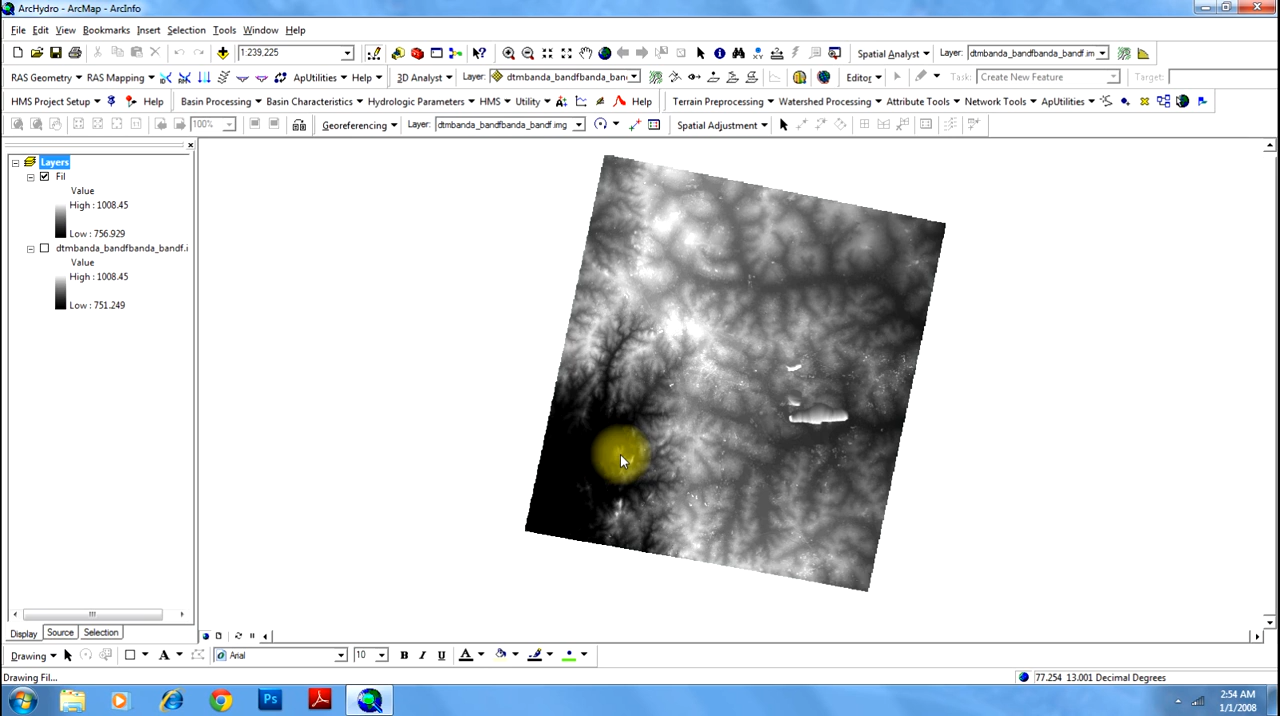 ArcHydro - ArcMap - ArcInfo
File Edit View Bookmarks Insert Selection Tools Window Help
1:239,225 Spatial Analyst Layer: dtmbanda_bandfbanda_bandf.im
RAS Geometry RAS Mapping ApUtilities Help 3D Analyst Layer: dtmbanda_bandfbanda_ban Editor Task: Create New Feature Target:
HMS Project Setup Help Basin Processing Basin Characteristics Hydrologic Parameters HMS Utility Help Terrain Preprocessing Watershed Processing Attribute Tools Network Tools ApUtilities
100% Georeferencing Layer: dtmbanda_bandfbanda_bandf.img Spatial Adjustment
Layers
Fil
Value
High : 1008.45
Low : 756.929
dtmbanda_bandfbanda_bandf.i
Value
High : 1008.45
Low : 751.249
Display Source Selection
Drawing A Arial 10 B I U A
Drawing Fil... 77.254 13.001 Decimal Degrees
Ps 2:54 AM
1/1/2008